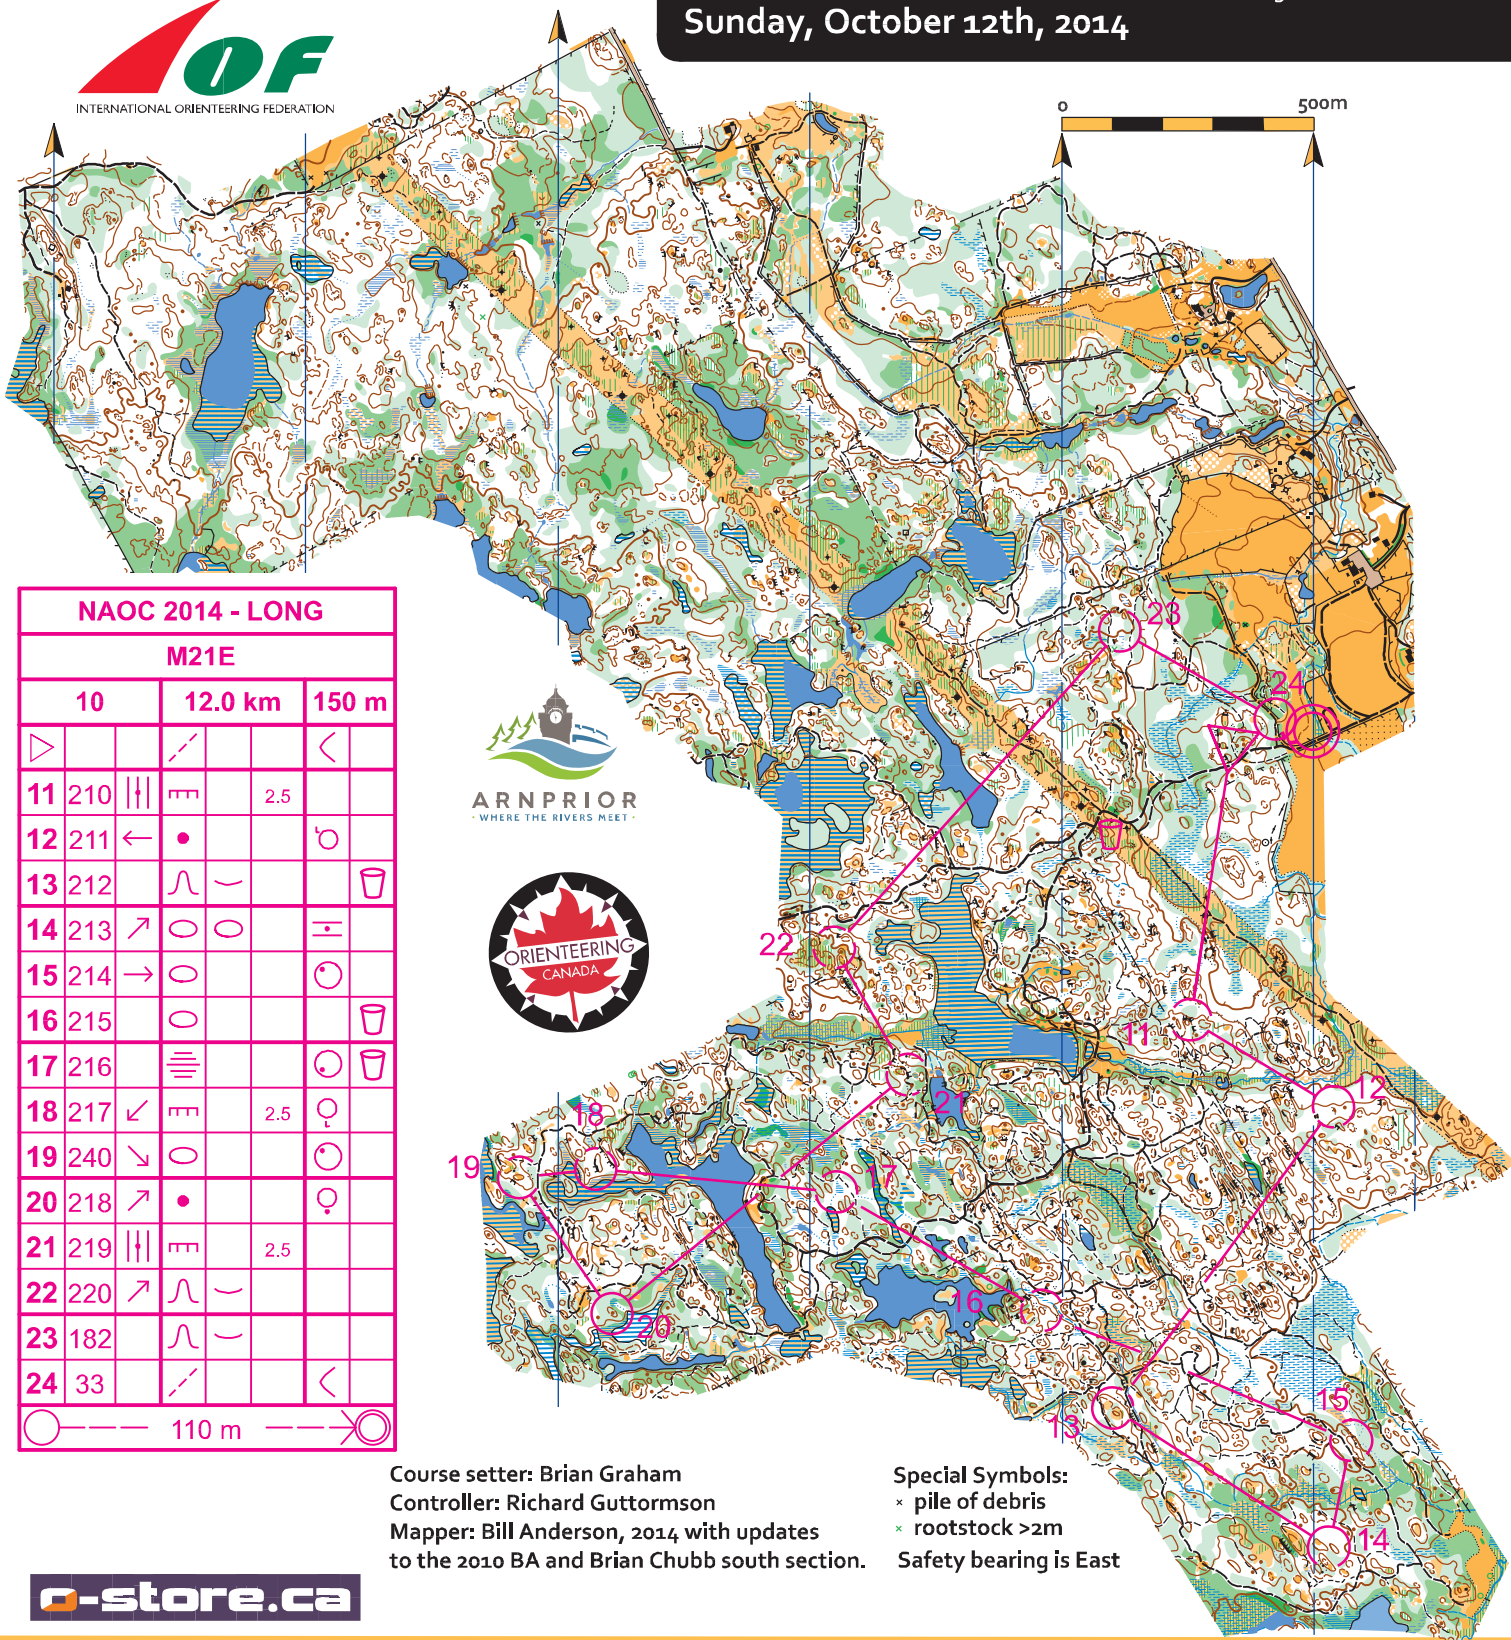 Sunday, October 12th, 2014
IOF
INTERNATIONAL ORIENTEERING FEDERATION
0 500m
NAOC 2014 - LONG
M21E
10 12.0 km 150 m
11 210 2.5
12 211
13 212
14 213
15 214
16 215
17 216
18 217 2.5
19 240
20 218
21 219 2.5
22 220
23 182
24 33
110 m
ARNPRIOR
· WHERE THE RIVERS MEET ·
ORIENTEERING
CANADA
23
24
22
11
12
21
18
19
17
16
20
15
13
14
Course setter: Brian Graham
Controller: Richard Guttormson
Mapper: Bill Anderson, 2014 with updates
to the 2010 BA and Brian Chubb south section.
Special Symbols:
× pile of debris
× rootstock >2m
Safety bearing is East
o-store.ca